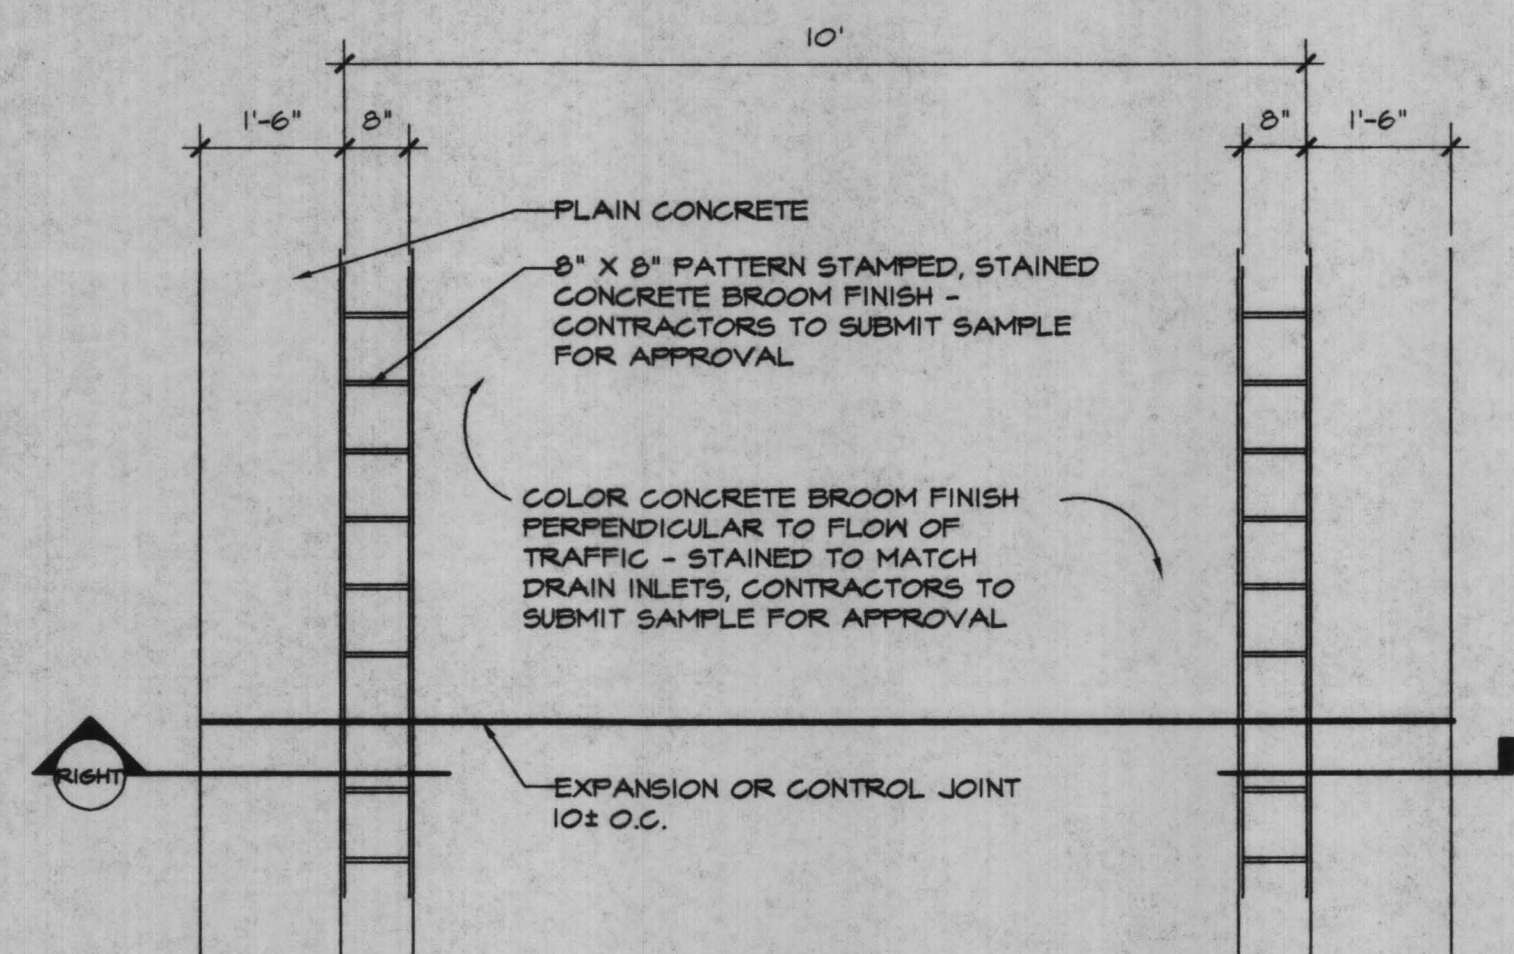 10'
1'-6" 8" 8" 1'-6"
PLAIN CONCRETE
8" X 8" PATTERN STAMPED, STAINED
CONCRETE BROOM FINISH -
CONTRACTORS TO SUBMIT SAMPLE
FOR APPROVAL
COLOR CONCRETE BROOM FINISH
PERPENDICULAR TO FLOW OF
TRAFFIC - STAINED TO MATCH
DRAIN INLETS, CONTRACTORS TO
SUBMIT SAMPLE FOR APPROVAL
RIGHT
EXPANSION OR CONTROL JOINT
10± O.C.